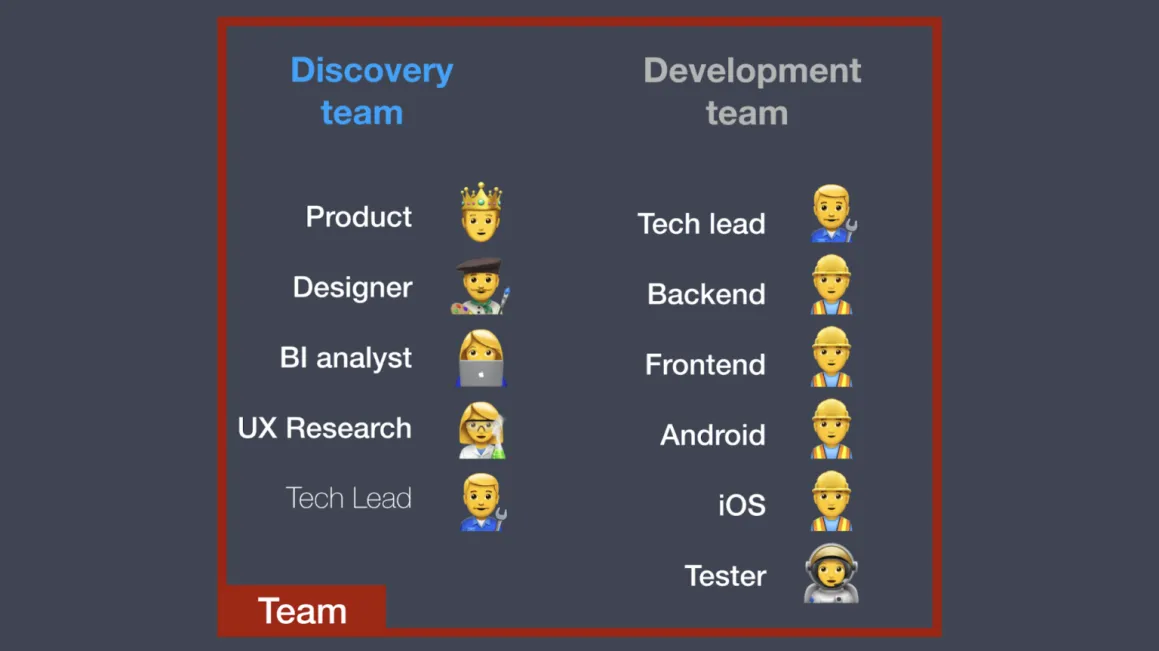 Discovery
team
Product
Designer
BI analyst
UX Research
Tech Lead
Development
team
Tech lead
Backend
Frontend
Android
iOS
Tester
Team